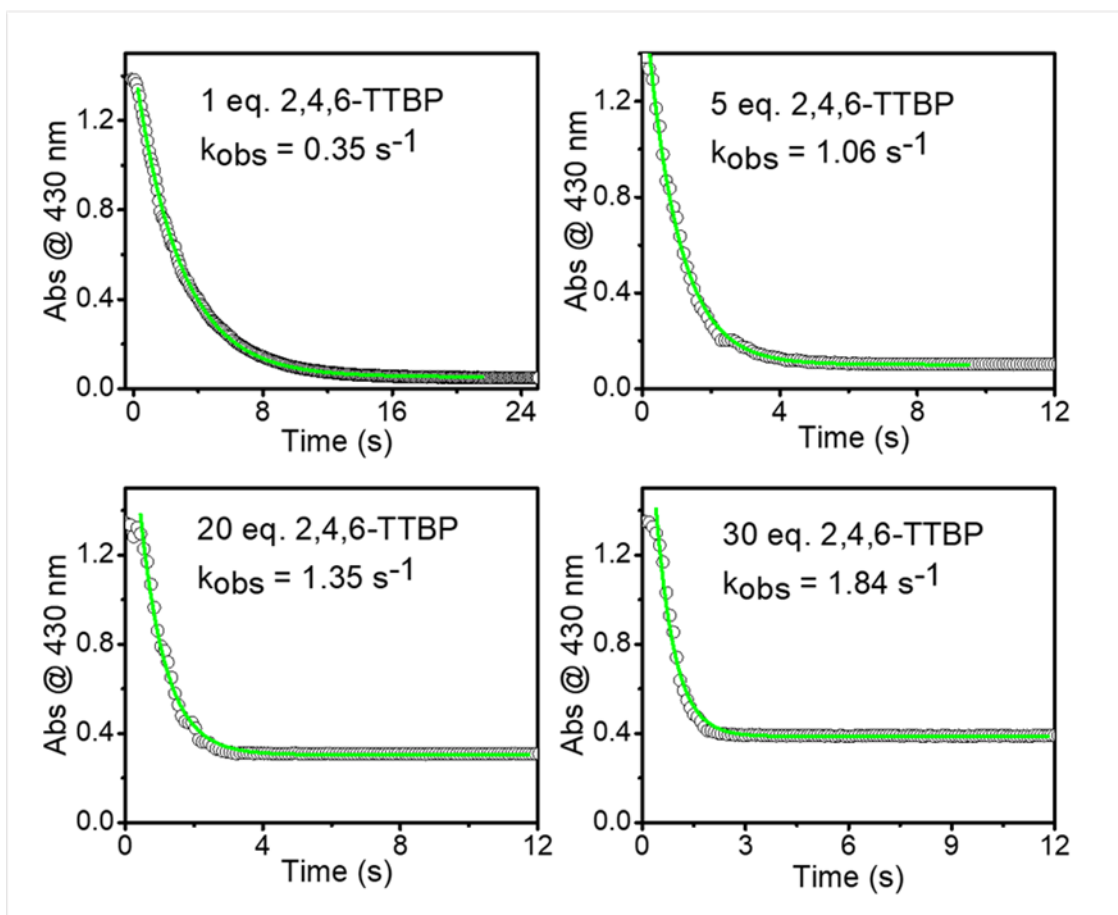 1 eq. 2,4,6-TTBP
kobs = 0.35 s-1
Abs @ 430 nm
1.2
0.8
0.4
0.0
0 8 16 24
Time (s)
5 eq. 2,4,6-TTBP
kobs = 1.06 s-1
Abs @ 430 nm
1.2
0.8
0.4
0.0
0 4 8 12
Time (s)
20 eq. 2,4,6-TTBP
kobs = 1.35 s-1
Abs @ 430 nm
1.2
0.8
0.4
0.0
0 4 8 12
Time (s)
30 eq. 2,4,6-TTBP
kobs = 1.84 s-1
Abs @ 430 nm
1.2
0.8
0.4
0.0
0 3 6 9 12
Time (s)